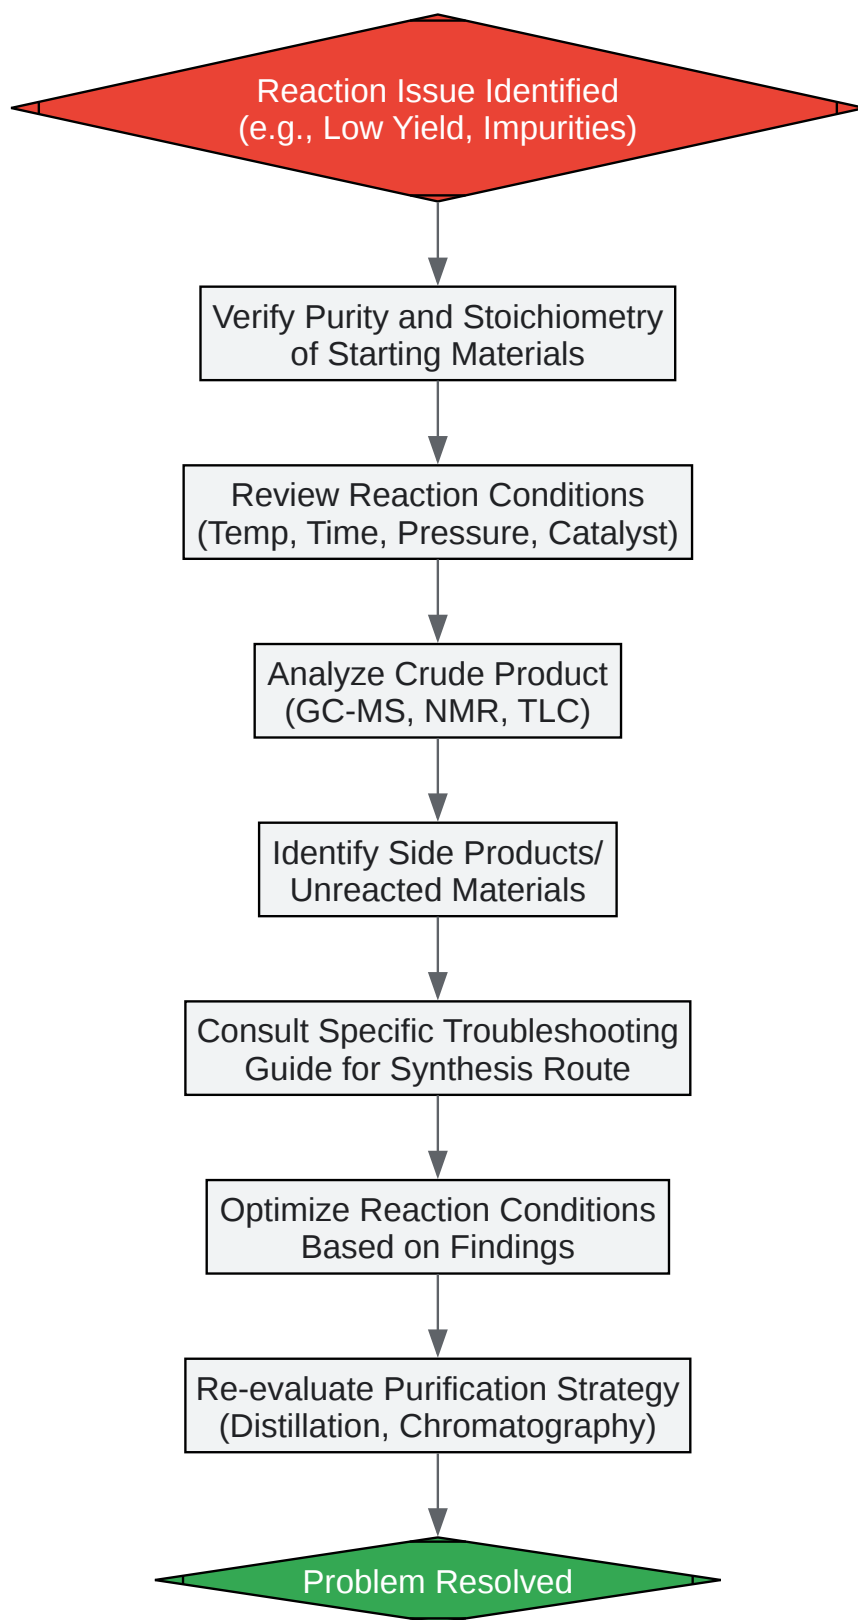 Reaction Issue Identified
(e.g., Low Yield, Impurities)
Verify Purity and Stoichiometry
of Starting Materials
Review Reaction Conditions
(Temp, Time, Pressure, Catalyst)
Analyze Crude Product
(GC-MS, NMR, TLC)
Identify Side Products/
Unreacted Materials
Consult Specific Troubleshooting
Guide for Synthesis Route
Optimize Reaction Conditions
Based on Findings
Re-evaluate Purification Strategy
(Distillation, Chromatography)
Problem Resolved